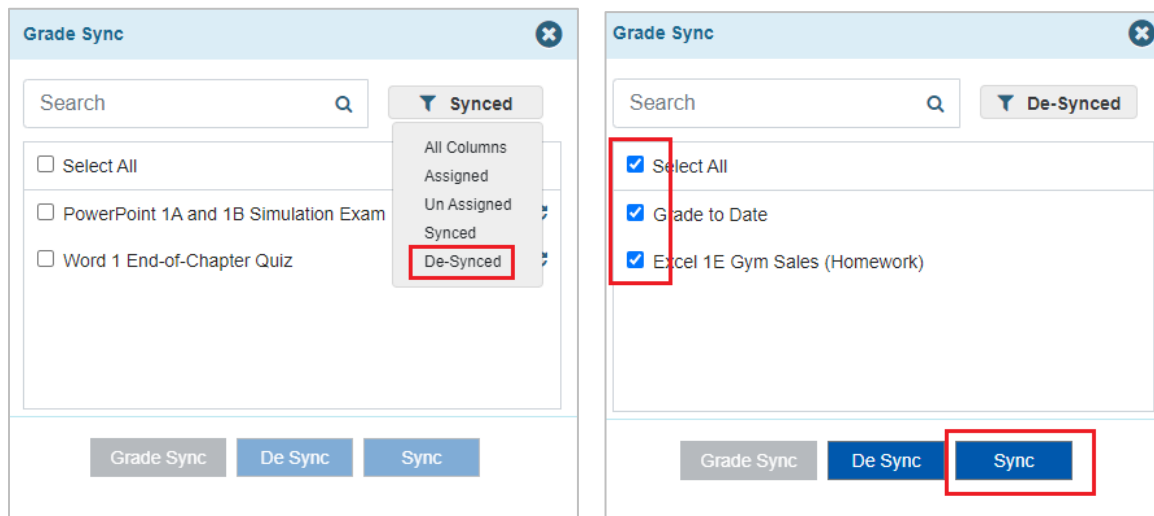 Grade Sync
Search
Synced
All Columns
Assigned
Un Assigned
Synced
De-Synced
Select All
PowerPoint 1A and 1B Simulation Exam
Word 1 End-of-Chapter Quiz
Grade Sync
De Sync
Sync
Grade Sync
Search
De-Synced
Select All
Grade to Date
Excel 1E Gym Sales (Homework)
Grade Sync
De Sync
Sync